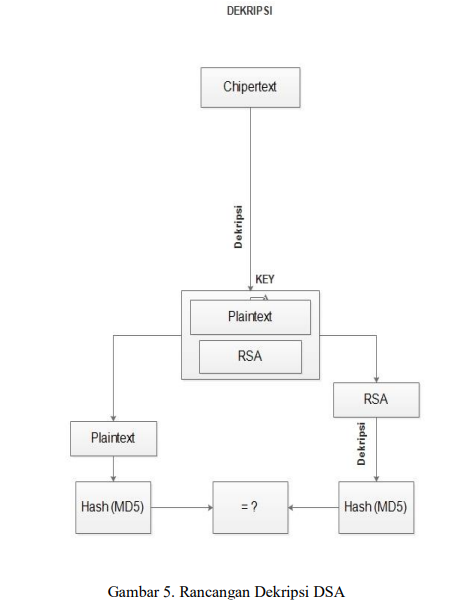 DEKRIPSI
Chipertext
Dekripsi
KEY
Plaintext
RSA
RSA
Plaintext
Dekripsi
Hash (MD5)
= ?
Hash (MD5)
Gambar 5. Rancangan Dekripsi DSA